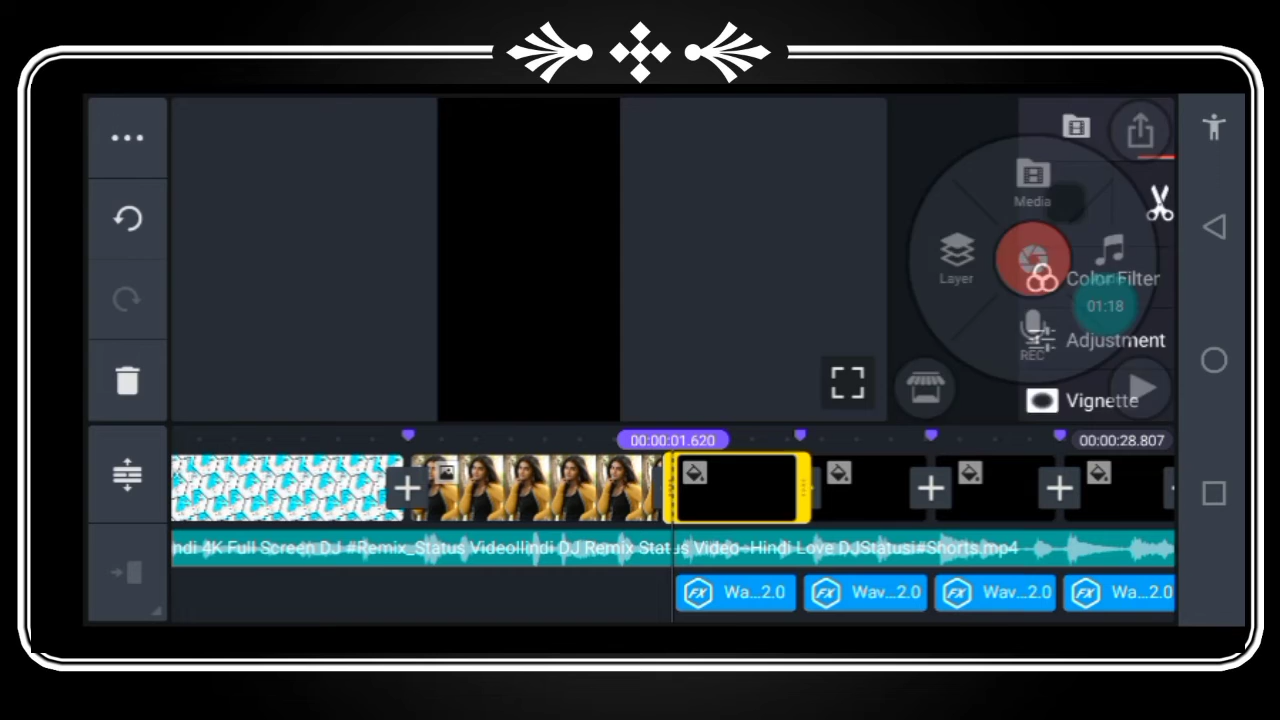 Media
Layer
Color Filter
01:18
REC
Adjustment
Vignette
00:00:01.620
00:00:28.807
ndi 4K Full Screen DJ #Remix_Status Videollindi DJ Remix Status Video-Hindi Love DJStatusi#Shorts.mp4
Wa...2.0
Wav...2.0
Wav...2.0
Wa...2.0